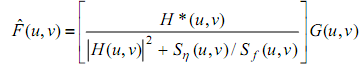 F̂(u,v) = [ H*(u,v) / ( |H(u,v)|² + S_η(u,v)/S_f(u,v) ) ] G(u,v)